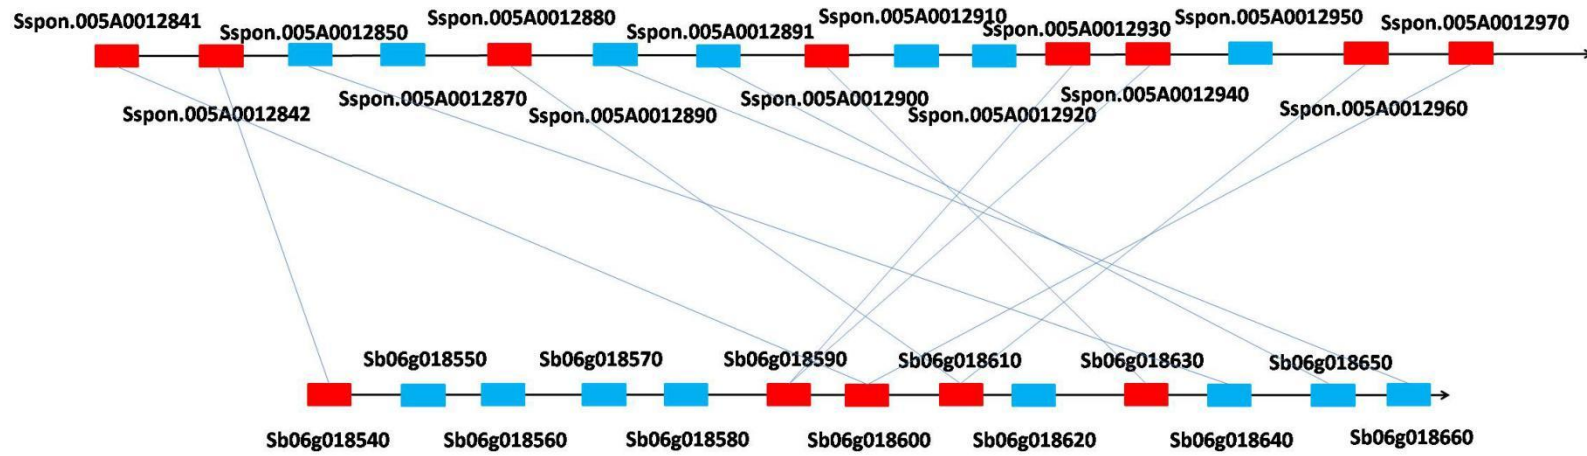 Sspon.005A0012841
Sspon.005A0012850
Sspon.005A0012880
Sspon.005A0012891
Sspon.005A0012910
Sspon.005A0012930
Sspon.005A0012950
Sspon.005A0012970
Sspon.005A0012842
Sspon.005A0012870
Sspon.005A0012890
Sspon.005A0012900
Sspon.005A0012920
Sspon.005A0012940
Sspon.005A0012960
Sb06g018550
Sb06g018570
Sb06g018590
Sb06g018610
Sb06g018630
Sb06g018650
Sb06g018540
Sb06g018560
Sb06g018580
Sb06g018600
Sb06g018620
Sb06g018640
Sb06g018660